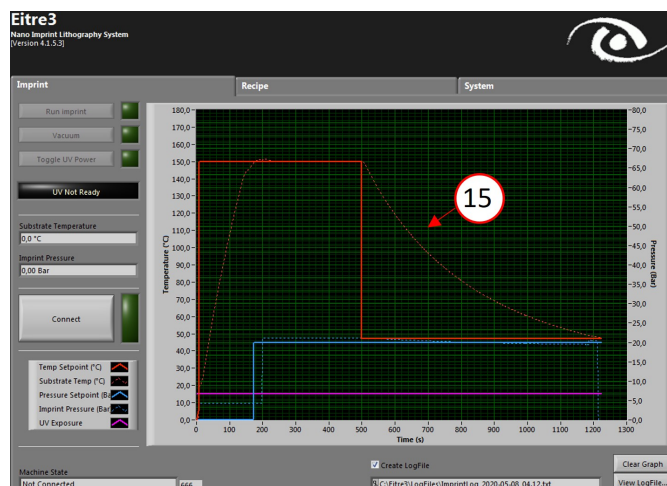 Eitre3
Nano Imprint Lithography System
[Version 4.1.5.3]
Imprint
Recipe
System
Run Imprint
Vacuum
Toggle UV Power
UV Not Ready
Substrate Temperature
0,0 °C
Imprint Pressure
0,00 Bar
Connect
Temp Setpoint (°C)
Substrate Temp (°C)
Pressure Setpoint (Ba
Imprint Pressure (Bar
UV Exposure
Machine State
Not Connected
666
180,0
170,0
160,0
150,0
140,0
130,0
120,0
110,0
100,0
90,0
80,0
70,0
60,0
50,0
40,0
30,0
20,0
10,0
0,0
Temperature (°C)
15
80,0
75,0
70,0
65,0
60,0
55,0
50,0
45,0
40,0
35,0
30,0
25,0
20,0
15,0
10,0
5,0
0,0
Pressure (Bar)
0 100 200 300 400 500 600 700 800 900 1000 1100 1200 1300
Time (s)
Create LogFile
Clear Graph
C:\Eitre3\LogFiles\ImprintLog_2020-05-08_04.12.txt
View LogFile...